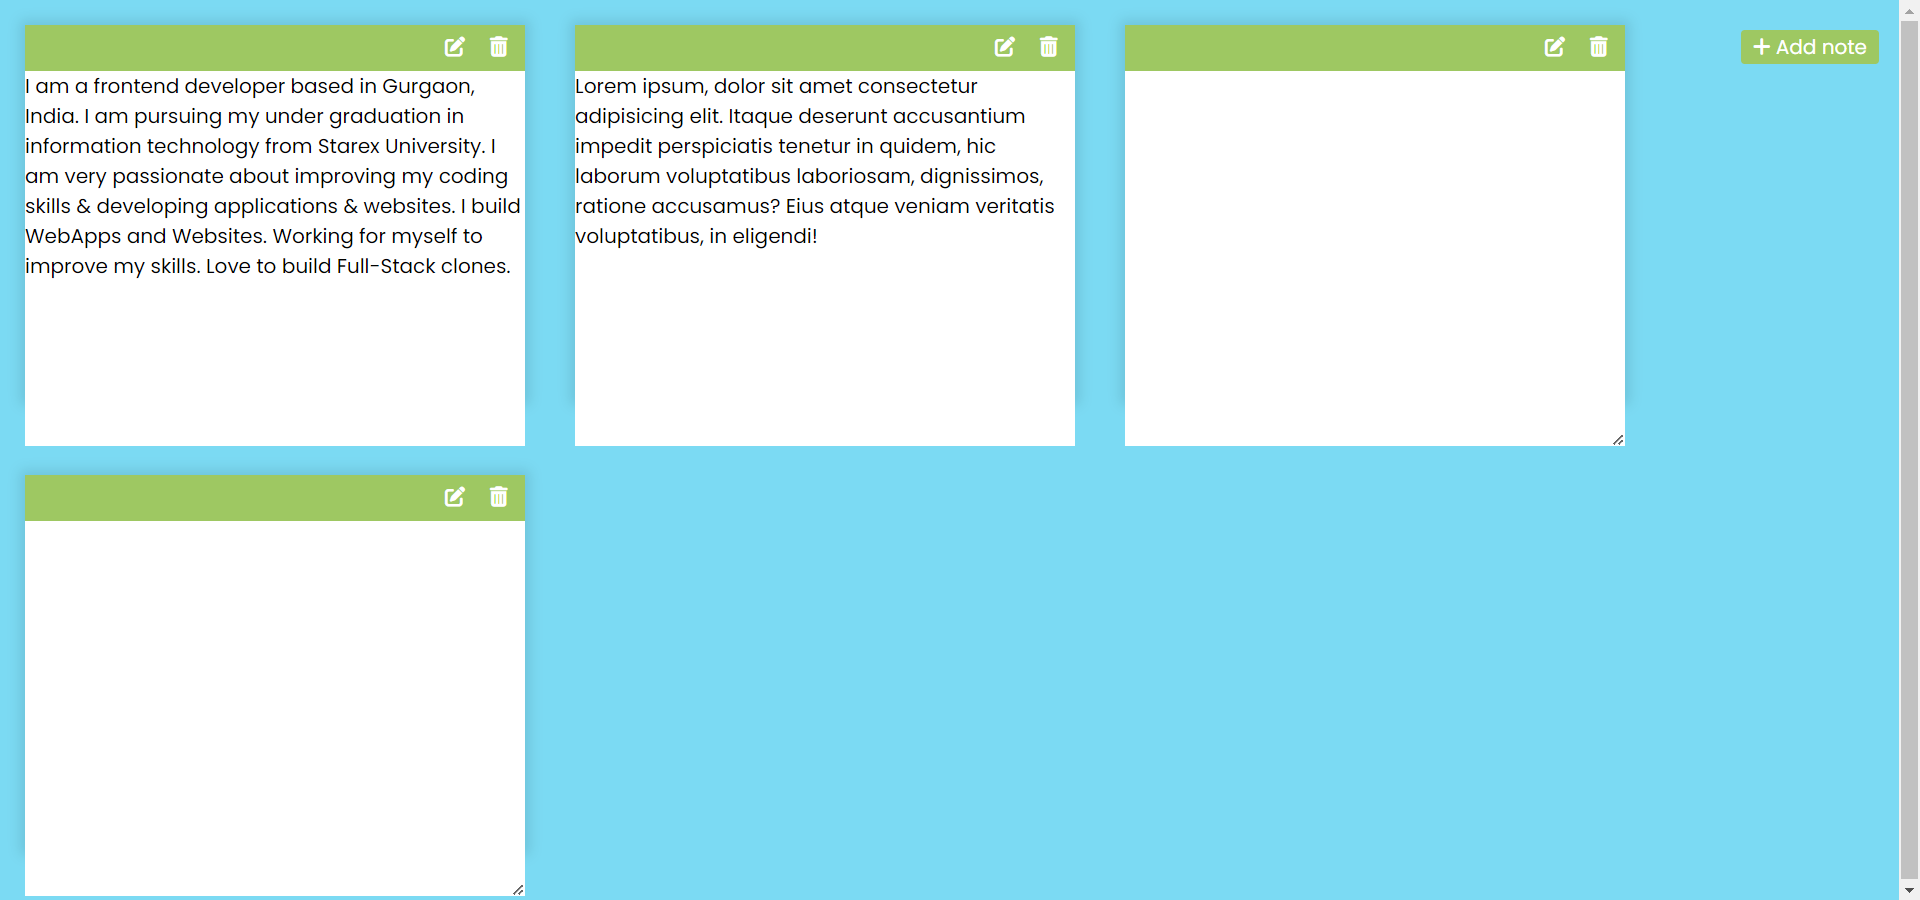 I am a frontend developer based in Gurgaon,
India. I am pursuing my under graduation in
information technology from Starex University. I
am very passionate about improving my coding
skills & developing applications & websites. I build
WebApps and Websites. Working for myself to
improve my skills. Love to build Full-Stack clones.
Lorem ipsum, dolor sit amet consectetur
adipisicing elit. Itaque deserunt accusantium
impedit perspiciatis tenetur in quidem, hic
laborum voluptatibus laboriosam, dignissimos,
ratione accusamus? Eius atque veniam veritatis
voluptatibus, in eligendi!
+ Add note